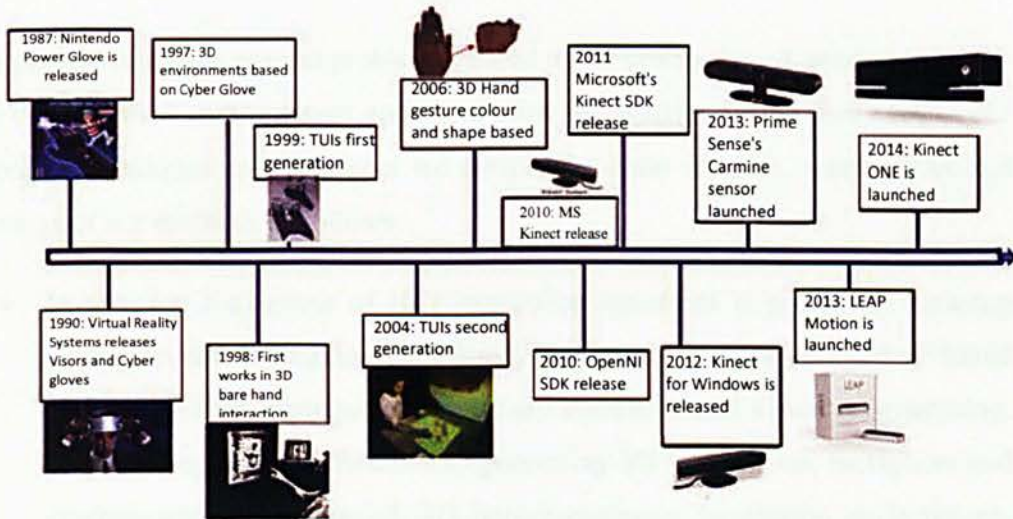 1987: Nintendo
Power Glove is
released
1997: 3D
environments based
on Cyber Glove
1999: TUIs first
generation
2006: 3D Hand
gesture colour
and shape based
2010: MS
Kinect release
2011
Microsoft's
Kinect SDK
release
2013: Prime
Sense's
Carmine
sensor
launched
2014: Kinect
ONE is
launched
1990: Virtual Reality
Systems releases
Visors and Cyber
gloves
1998: First
works in 3D
bare hand
interaction
2004: TUIs second
generation
2010: OpenNI
SDK release
2012: Kinect
for Windows is
released
2013: LEAP
Motion is
launched
LEAP